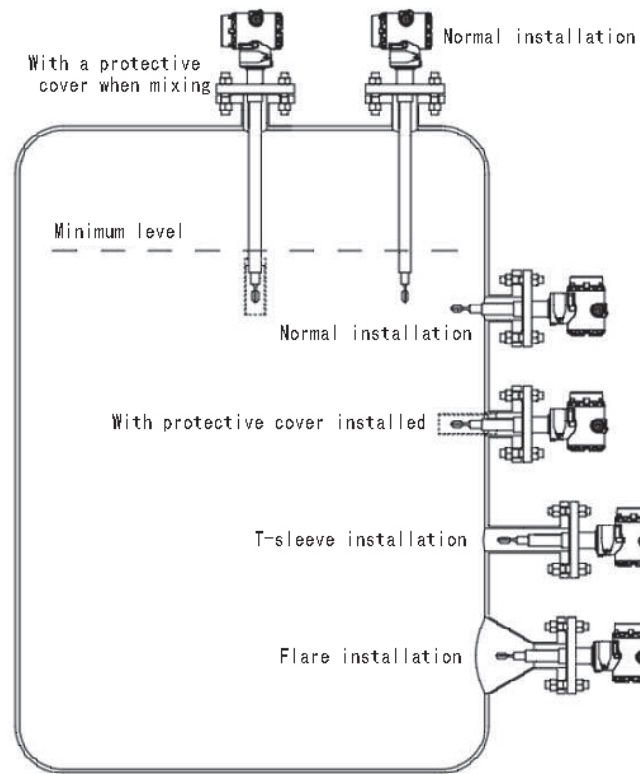 With a protective
cover when mixing
Normal installation
Minimum level
Normal installation
With protective cover installed
T-sleeve installation
Flare installation